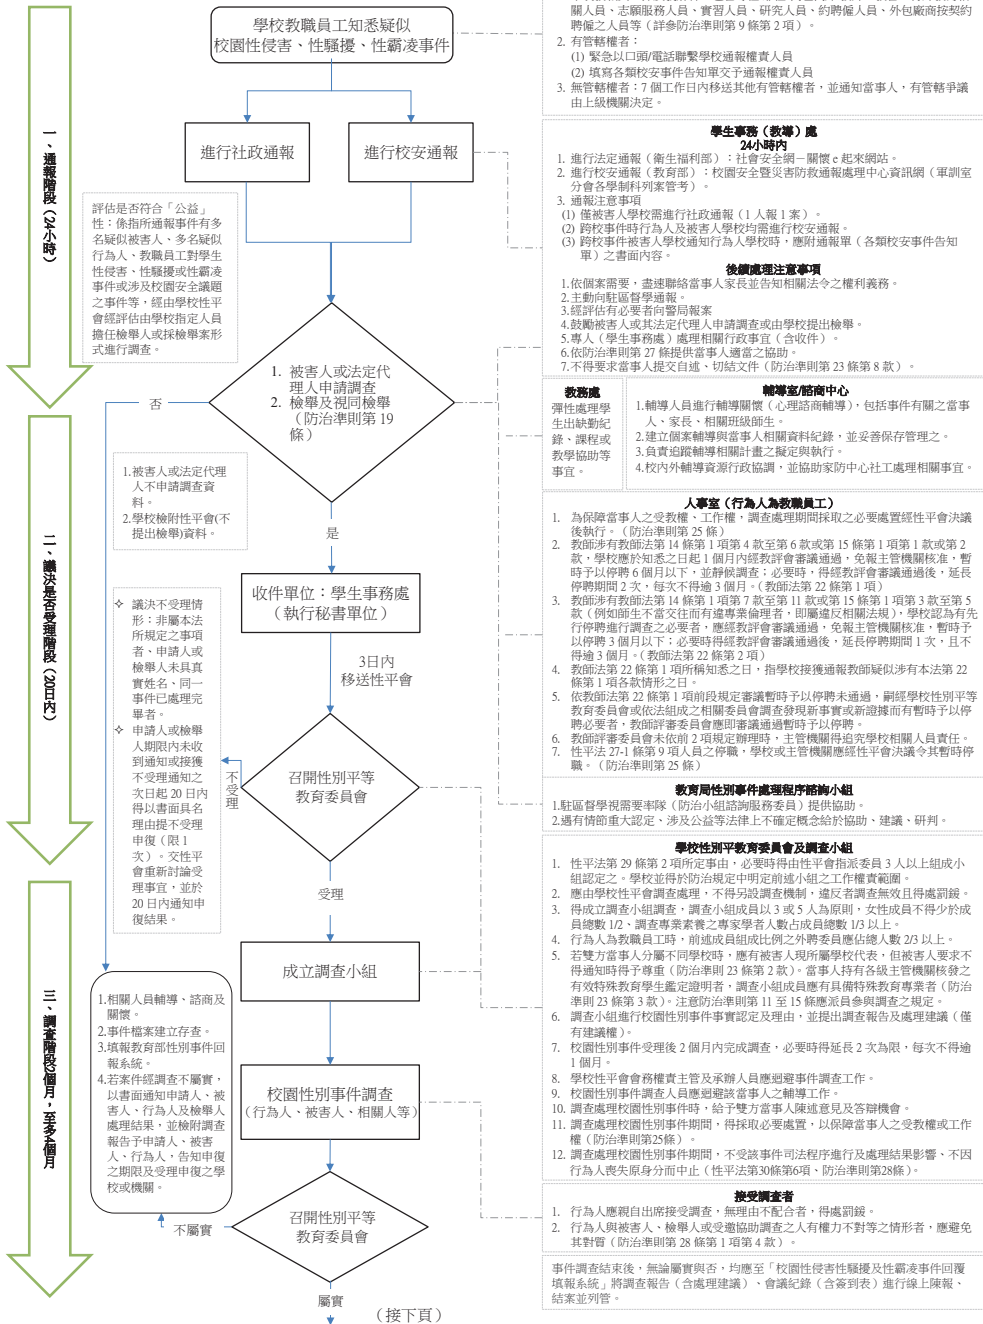 學校教職員工知悉疑似
校園性侵害、性騷擾、性霸凌事件
進行社政通報
進行校安通報
一、通報階段（24小時）
評估是否符合「公益」
性：係指所通報事件有多
名疑似被害人、多名疑似
行為人、教職員工對學生
性侵害、性騷擾或性霸凌
事件或涉及校園安全議題
之事件等，經由學校性平
會經評估由學校指定人員
擔任檢舉人或採檢舉案形
式進行調查。
1. 被害人或法定代
理人申請調查
2. 檢舉及視同檢舉
（防治準則第 19
條）
否
是
1.被害人或法定代理
人不申請調查資
料。
2.學校檢附性平會(不
提出檢舉)資料。
二、議決是否受理階段（20日內）
收件單位：學生事務處
（執行秘書單位）
3日內
移送性平會
✧ 議決不受理情
形：非屬本法
所規定之事項
者、申請人或
檢舉人未具真
實姓名、同一
事件已處理完
畢者。
✧ 申請人或檢舉
人期限內未收
到通知或接獲
不受理通知之
次日起 20 日內
得以書面具名
理由提不受理
申復（限 1
次）。交性平
會重新討論受
理事宜，並於
20 日內通知申
復結果。
召開性別平等
教育委員會
不受理
受理
成立調查小組
三、調查階段2個月，至多4個月
1.相關人員輔導、諮商及
關懷。
2.事件檔案建立存查。
3.填報教育部性別事件回
報系統。
4.若案件經調查不屬實，
以書面通知申請人、被
害人、行為人及檢舉人
處理結果，並檢附調查
報告予申請人、被害
人、行為人，告知申復
之期限及受理申復之學
校或機關。
校園性別事件調查
（行為人、被害人、相關人等）
召開性別平等
教育委員會
不屬實
屬實
（接下頁）
關人員、志願服務人員、實習人員、研究人員、約聘僱人員、外包廠商按契約
聘僱之人員等（詳參防治準則第 9 條第 2 項）。
2. 有管轄權者：
(1) 緊急以口頭/電話聯繫學校通報權責人員
(2) 填寫各類校安事件告知單交予通報權責人員
3. 無管轄權者：7 個工作日內移送其他有管轄權者，並通知當事人，有管轄爭議
由上級機關決定。
學生事務（教導）處
24小時內
1. 進行法定通報（衛生福利部）：社會安全網－關懷 e 起來網站。
2. 進行校安通報（教育部）：校園安全暨災害防救通報處理中心資訊網（軍訓室
分會各學制科列案管考）。
3. 通報注意事項
(1) 僅被害人學校需進行社政通報（1 人報 1 案）。
(2) 跨校事件時行為人及被害人學校均需進行校安通報。
(3) 跨校事件被害人學校通知行為人學校時，應附通報單（各類校安事件告知
單）之書面內容。
後續處理注意事項
1.依個案需要，盡速聯絡當事人家長並告知相關法令之權利義務。
2.主動向駐區督學通報。
3.經評估有必要者向警局報案
4.鼓勵被害人或其法定代理人申請調查或由學校提出檢舉。
5.專人（學生事務處）處理相關行政事宜（含收件）。
6.依防治準則第 27 條提供當事人適當之協助。
7.不得要求當事人提交自述、切結文件（防治準則第 23 條第 8 款）。
教務處
彈性處理學
生出缺勤紀
錄、課程或
教學協助等
事宜。
輔導室/諮商中心
1.輔導人員進行輔導關懷（心理諮商輔導），包括事件有關之當事
人、家長、相關班級師生。
2.建立個案輔導與當事人相關資料紀錄，並妥善保存管理之。
3.負責追蹤輔導相關計畫之擬定與執行。
4.校內外輔導資源行政協調，並協助家防中心社工處理相關事宜。
人事室（行為人為教職員工）
1. 為保障當事人之受教權、工作權，調查處理期間採取之必要處置經性平會決議
後執行。（防治準則第 25 條）
2. 教師涉有教師法第 14 條第 1 項第 4 款至第 6 款或第 15 條第 1 項第 1 款或第 2
款，學校應於知悉之日起 1 個月內經教評會審議通過，免報主管機關核准，暫
時予以停聘 6 個月以下，並靜候調查；必要時，得經教評會審議通過後，延長
停聘期間 2 次，每次不得逾 3 個月。（教師法第 22 條第 1 項）
3. 教師涉有教師法第 14 條第 1 項第 7 款至第 11 款或第 15 條第 1 項第 3 款至第 5
款（例如師生不當交往而有違專業倫理者，即屬違反相關法規），學校認為有先
行停聘進行調查之必要者，應經教評會審議通過，免報主管機關核准，暫時予
以停聘 3 個月以下；必要時得經教評會審議通過後，延長停聘期間 1 次，且不
得逾 3 個月。（教師法第 22 條第 2 項）
4. 教師法第 22 條第 1 項所稱知悉之日，指學校接獲通報教師疑似涉有本法第 22
條第 1 項各款情形之日。
5. 依教師法第 22 條第 1 項前段規定審議暫時予以停聘未通過，嗣經學校性別平等
教育委員會或依法組成之相關委員會調查發現新事實或新證據而有暫時予以停
聘必要者，教師評審委員會應即審議通過暫時予以停聘。
6. 教師評審委員會未依前 2 項規定辦理時，主管機關得追究學校相關人員責任。
7. 性平法 27-1 條第 9 項人員之停職，學校或主管機關應經性平會決議令其暫時停
職。（防治準則第 25 條）
教育局性別事件處理程序諮詢小組
1.駐區督學視需要率隊（防治小組諮詢服務委員）提供協助。
2.遇有情節重大認定、涉及公益等法律上不確定概念給於協助、建議、研判。
學校性別平教育委員會及調查小組
1. 性平法第 29 條第 2 項所定事由，必要時得由性平會指派委員 3 人以上組成小
組認定之。學校並得於防治規定中明定前述小組之工作權責範圍。
2. 應由學校性平會調查處理，不得另設調查機制，違反者調查無效且得處罰鍰。
3. 得成立調查小組調查，調查小組成員以 3 或 5 人為原則，女性成員不得少於成
員總數 1/2、調查專業素養之專家學者人數占成員總數 1/3 以上。
4. 行為人為教職員工時，前述成員組成比例之外聘委員應佔總人數 2/3 以上。
5. 若雙方當事人分屬不同學校時，應有被害人現所屬學校代表，但被害人要求不
得通知時得予尊重（防治準則 23 條第 2 款）。當事人持有各級主管機關核發之
有效特殊教育學生鑑定證明者，調查小組成員應有具備特殊教育專業者（防治
準則 23 條第 3 款）。注意防治準則第 11 至 15 條應派員參與調查之規定。
6. 調查小組進行校園性別事件事實認定及理由，並提出調查報告及處理建議（僅
有建議權）。
7. 校園性別事件受理後 2 個月內完成調查，必要時得延長 2 次為限，每次不得逾
1 個月。
8. 學校性平會會務權責主管及承辦人員應迴避事件調查工作。
9. 校園性別事件調查人員應迴避該當事人之輔導工作。
10. 調查處理校園性別事件時，給予雙方當事人陳述意見及答辯機會。
11. 調查處理校園性別事件期間，得採取必要處置，以保障當事人之受教權或工作
權（防治準則第25條）。
12. 調查處理校園性別事件期間，不受該事件司法程序進行及處理結果影響、不因
行為人喪失原身分而中止（性平法第30條第6項、防治準則第28條）。
接受調查者
1. 行為人應親自出席接受調查，無理由不配合者，得處罰鍰。
2. 行為人與被害人、檢舉人或受邀協助調查之人有權力不對等之情形者，應避免
其對質（防治準則第 28 條第 1 項第 4 款）。
事件調查結束後，無論屬實與否，均應至「校園性侵害性騷擾及性霸凌事件回覆
填報系統」將調查報告（含處理建議）、會議紀錄（含簽到表）進行線上陳報、
結案並列管。